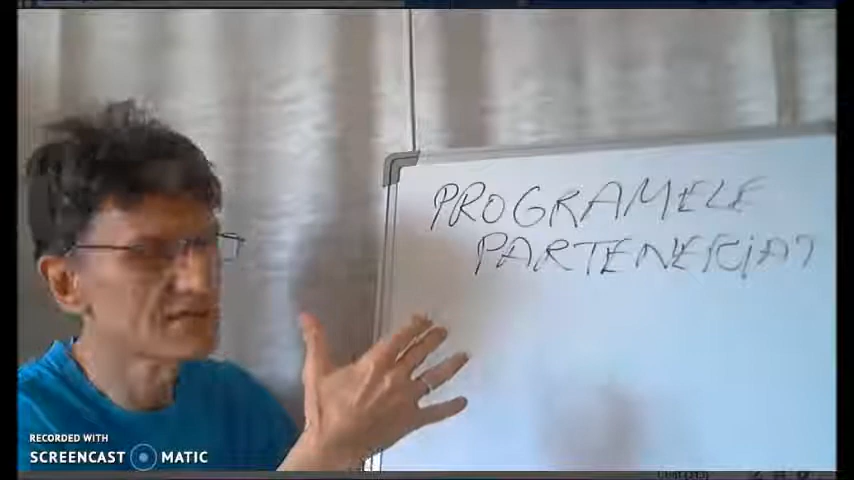 PROGRAMELE
PARTENERIAT
RECORDED WITH
SCREENCAST MATIC